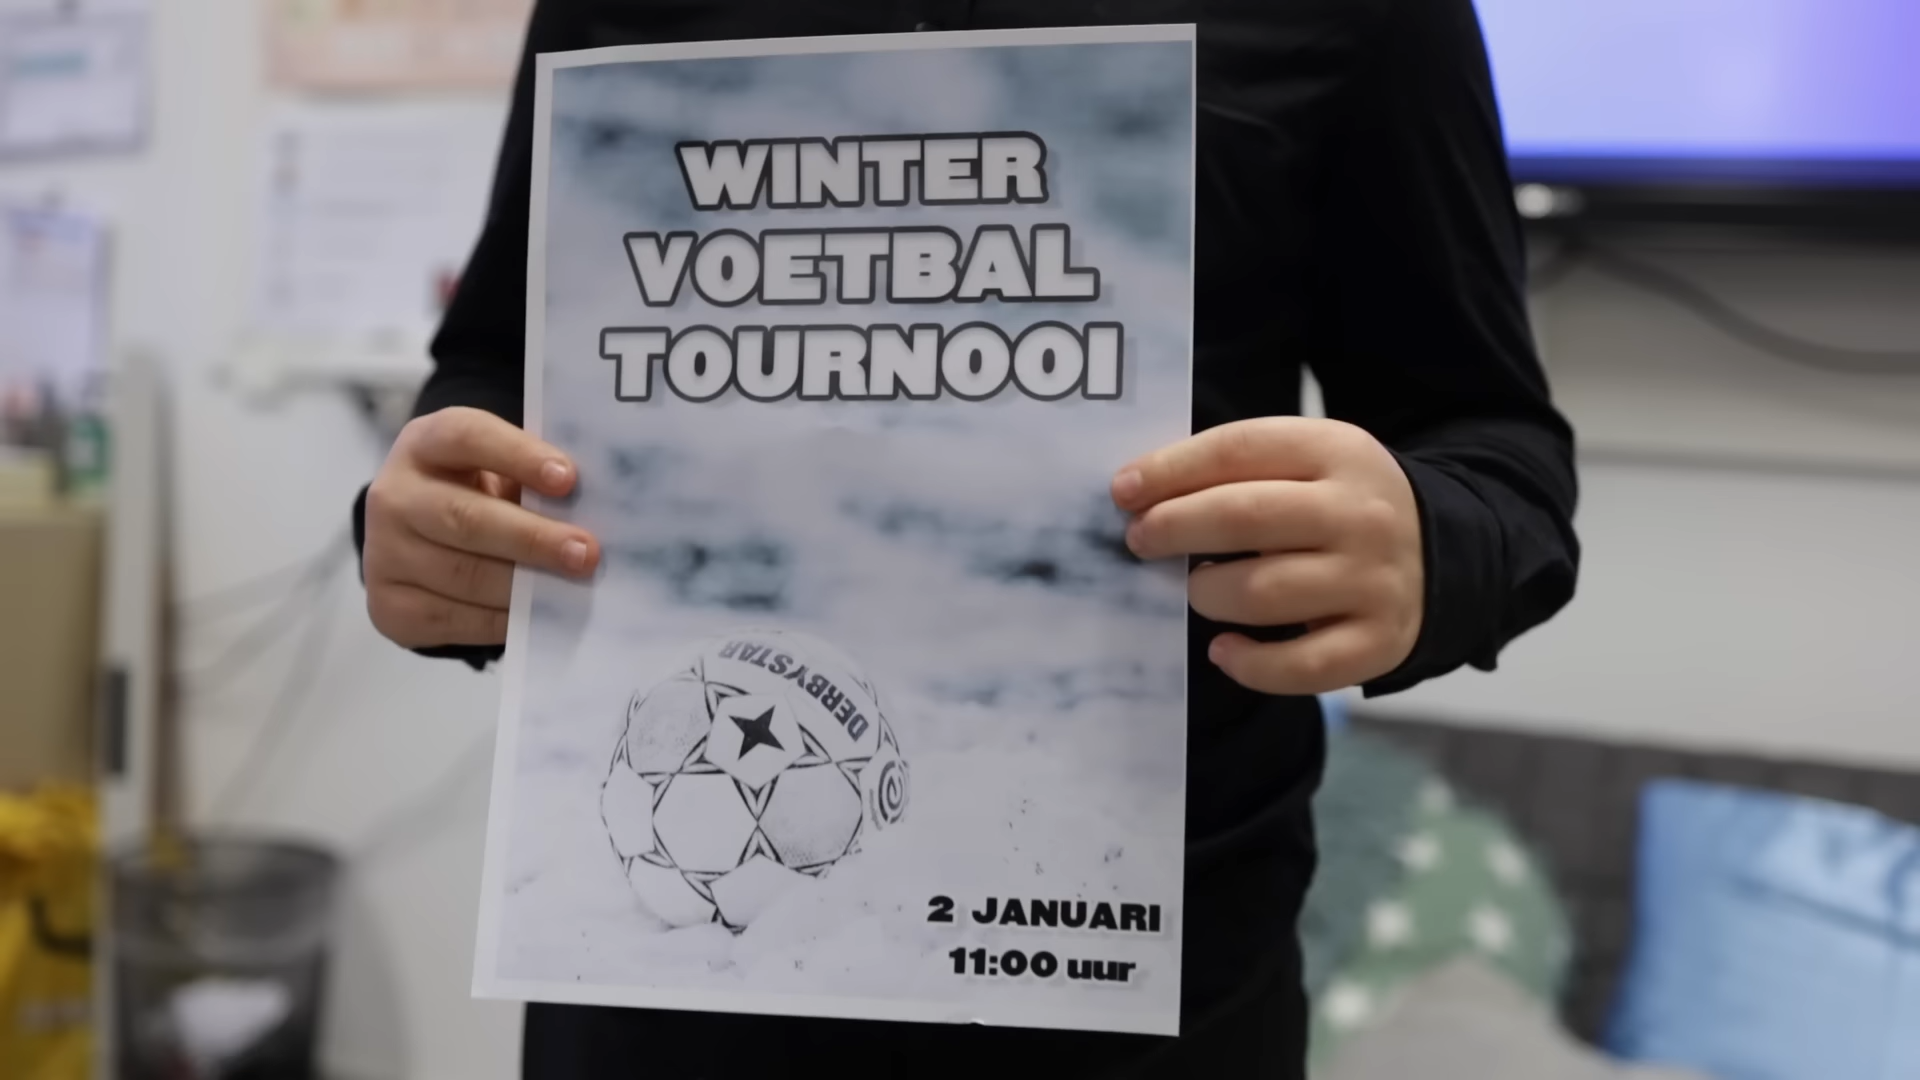 WINTER
VOETBAL
TOURNOOI
DERBYSTAR
2 JANUARI
11:00 uur